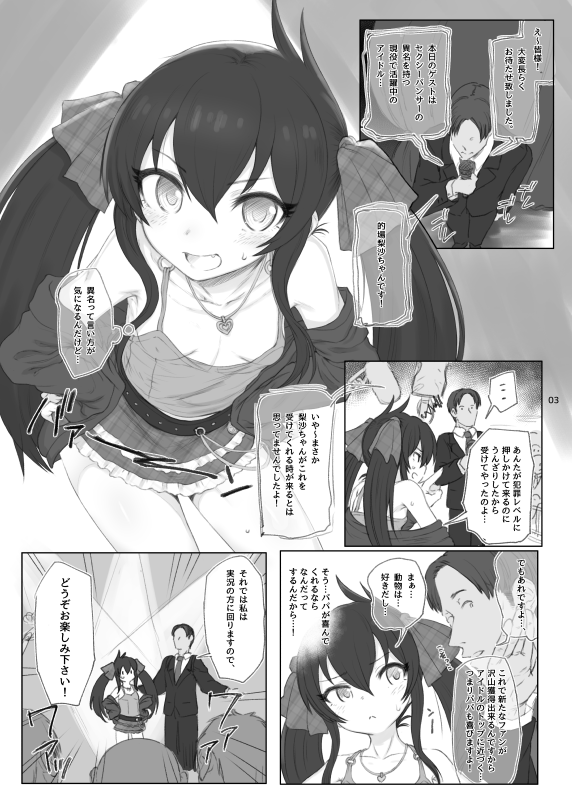 え～皆様！
大変長らく
お待たせ致しました。
本日のゲストは
セクシーパンサーの
異名を持つ
現役で活躍中の
アイドル…
的場梨沙ちゃんです！
異名って言い方が
気になるんだけど…
03
いや～まさか
梨沙ちゃんがこれを
受けてくれる時が来るとは
思ってませんでしたよ！
…
あんたが犯罪レベルに
押しかけて来るのに
うんざりしたから
受けてやったのよ…
でもあれですよ…
これで新たなファンが
沢山獲得出来るんですから
アイドルのトップに近づく…
つまりパパも喜びますよ！
まぁ…
動物は…
好きだし…
そう…パパが喜んで
くれるなら
なんだって
するんだから…！
それでは私は
実況の方に回りますので、
どうぞお楽しみ下さい！